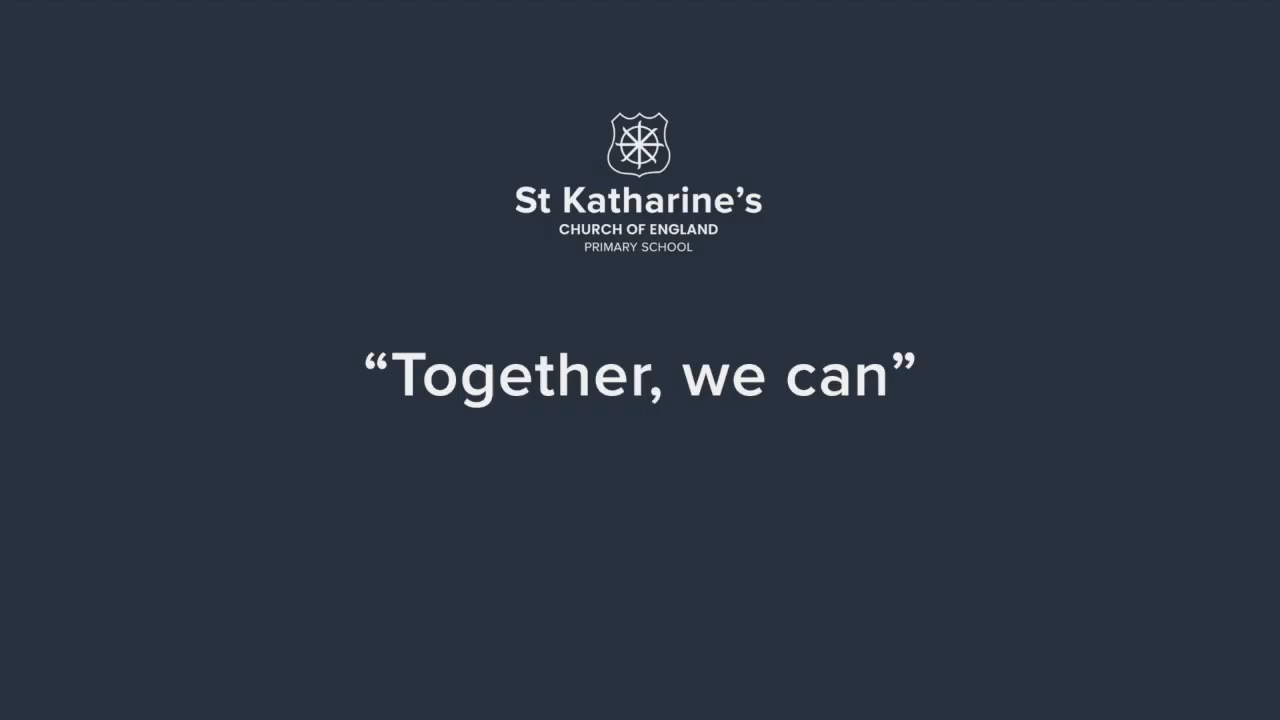 St Katharine’s
CHURCH OF ENGLAND
PRIMARY SCHOOL
“Together, we can”